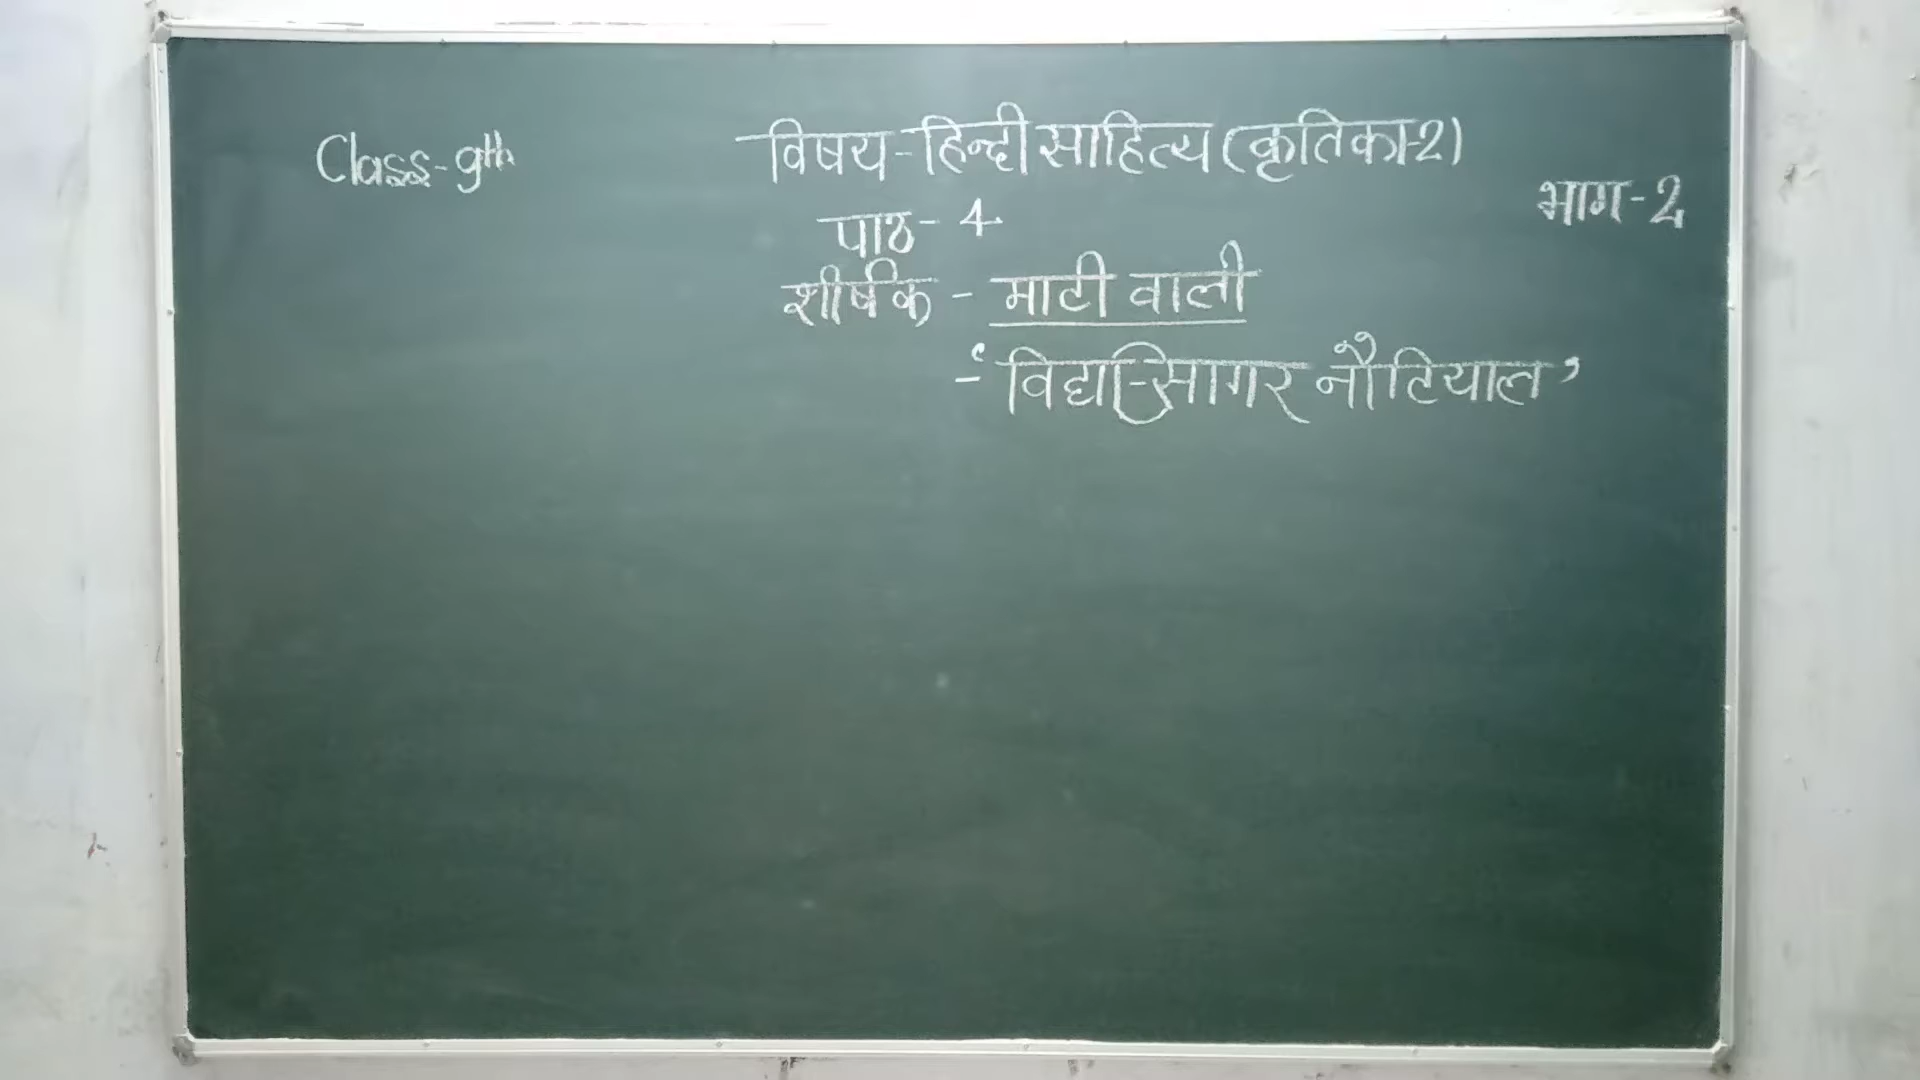 Class-9th
विषय-हिन्दी साहित्य (कृतिका-2)
भाग-2
पाठ-4
शीर्षक - माटी वाली
- ‘विद्या-सागर नौटियाल’